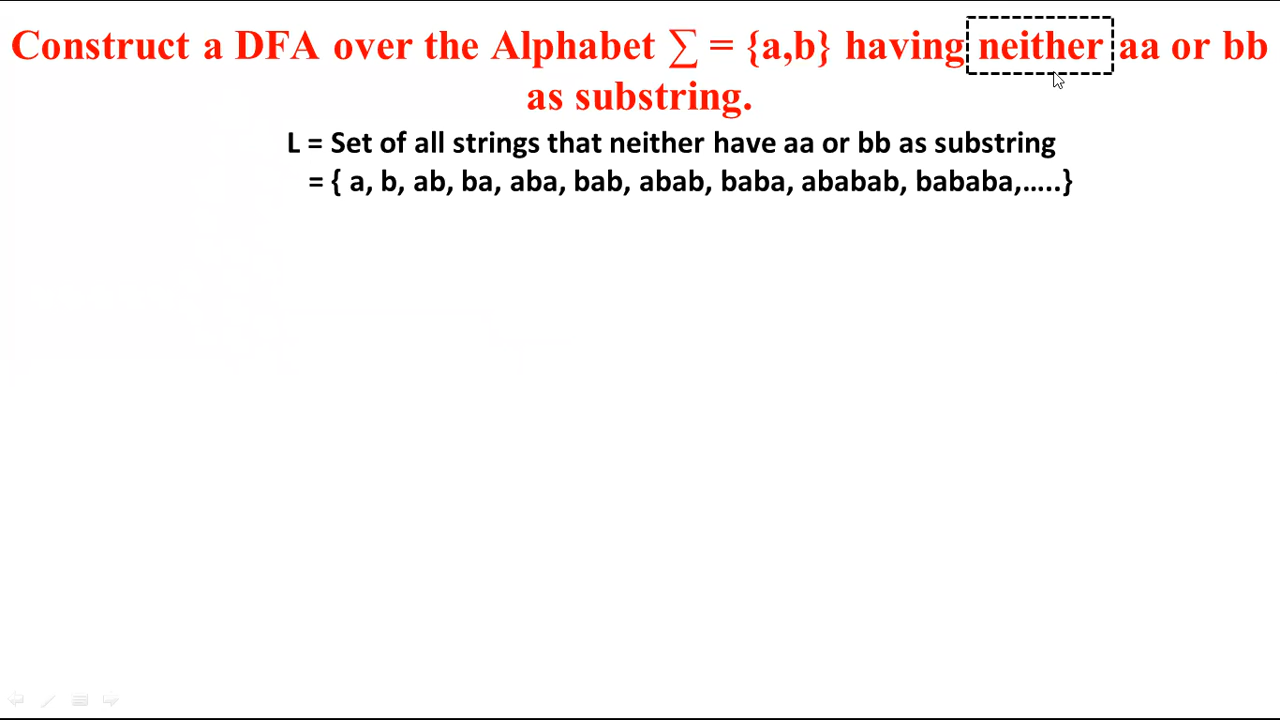 Construct a DFA over the Alphabet ∑ = {a,b} having neither aa or bb
as substring.
L = Set of all strings that neither have aa or bb as substring
= { a, b, ab, ba, aba, bab, abab, baba, ababab, bababa,…..}